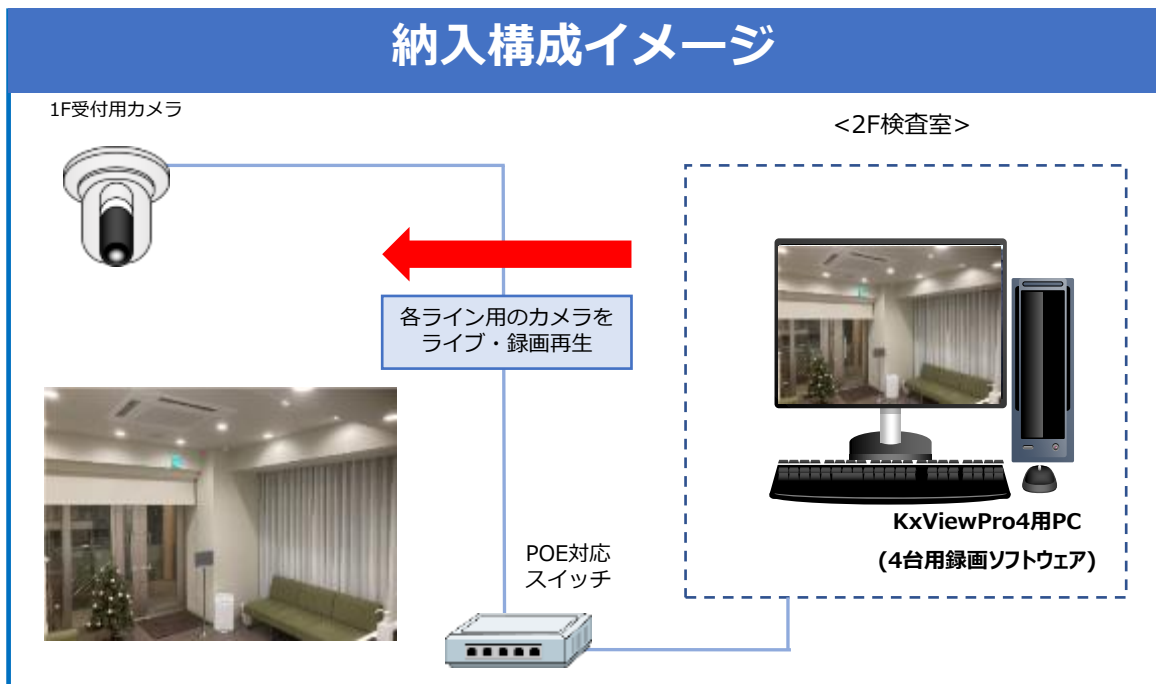 納入構成イメージ
1F受付用カメラ
<2F検査室>
各ライン用のカメラを
ライブ・録画再生
KxViewPro4用PC
(4台用録画ソフトウェア)
POE対応
スイッチ